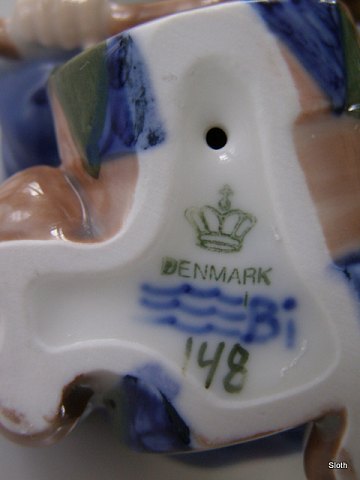 DENMARK
Bi
148
Sloth